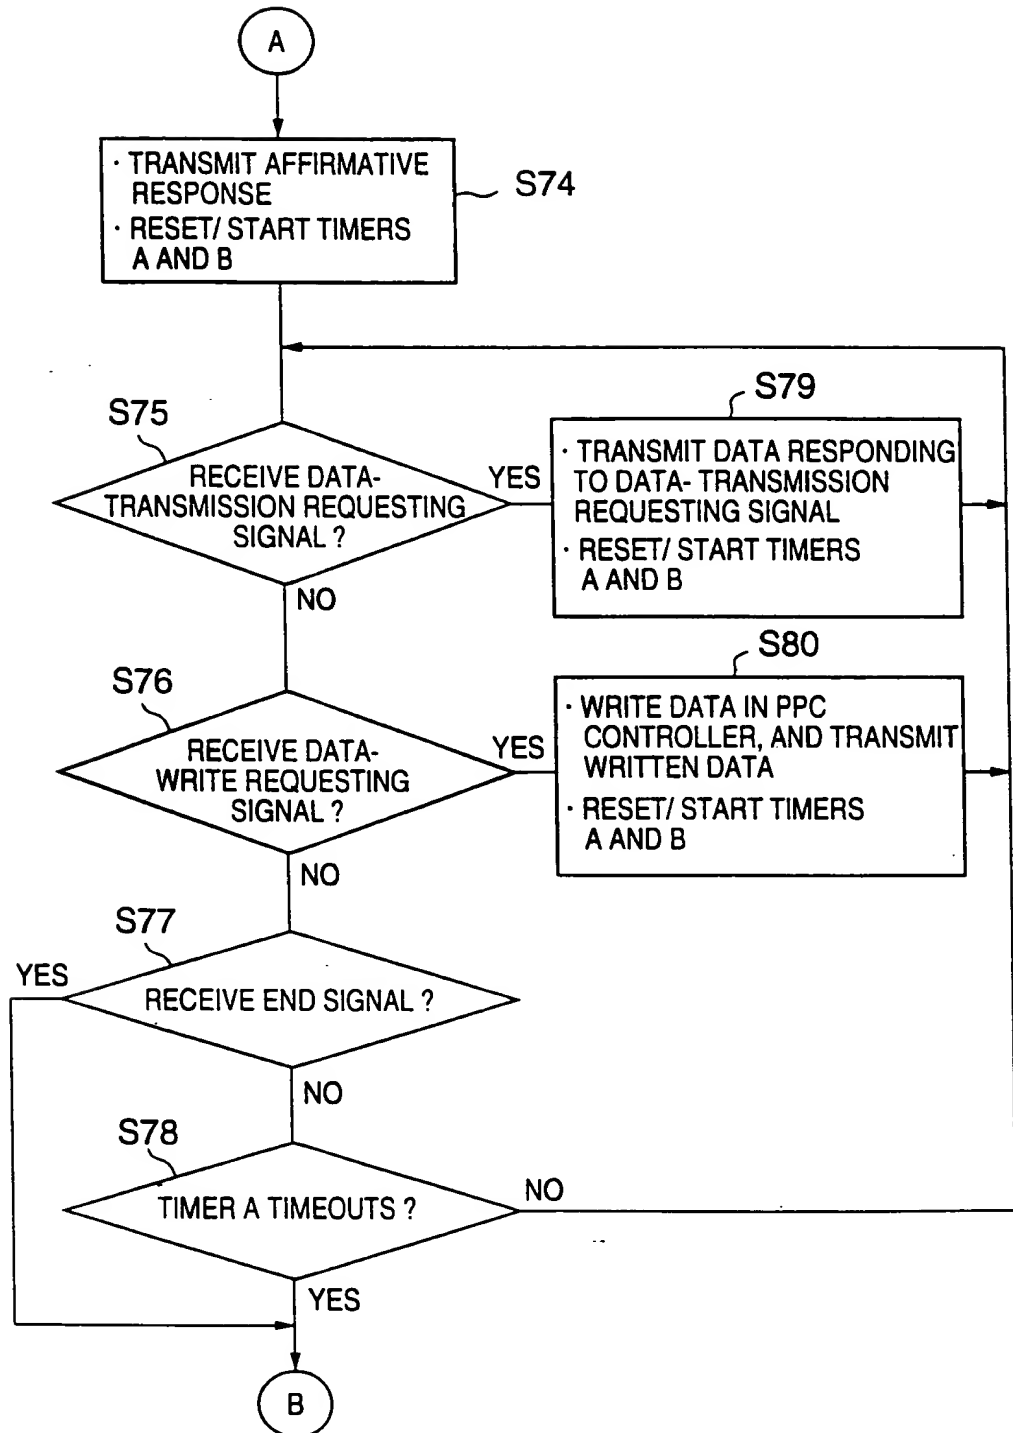 A
· TRANSMIT AFFIRMATIVE
RESPONSE
· RESET/ START TIMERS
A AND B
S74
S75
RECEIVE DATA-
TRANSMISSION REQUESTING
SIGNAL ?
YES
NO
S79
· TRANSMIT DATA RESPONDING
TO DATA- TRANSMISSION
REQUESTING SIGNAL
· RESET/ START TIMERS
A AND B
S76
RECEIVE DATA-
WRITE REQUESTING
SIGNAL ?
YES
NO
S80
· WRITE DATA IN PPC
CONTROLLER, AND TRANSMIT
WRITTEN DATA
· RESET/ START TIMERS
A AND B
S77
YES
RECEIVE END SIGNAL ?
NO
S78
TIMER A TIMEOUTS ?
NO
YES
B